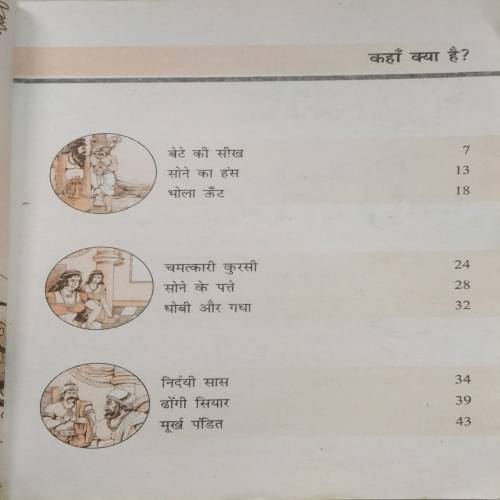 कहाँ क्या है?
बेटे की सीख 7
सोने का हंस 13
भोला ऊँट 18
चमत्कारी कुरसी 24
सोने के पत्ते 28
धोबी और गधा 32
निर्दयी सास 34
ढोंगी सियार 39
मूर्ख पंडित 43